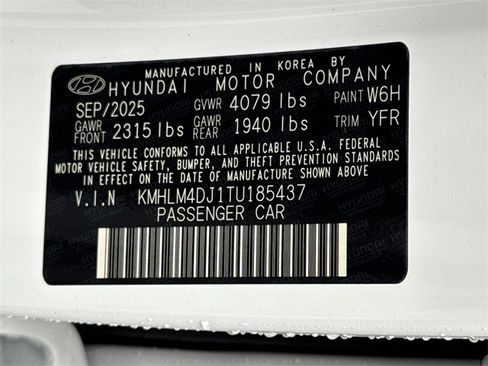 MANUFACTURED IN KOREA BY
HYUNDAI MOTOR COMPANY
SEP/2025 GVWR 4079 lbs PAINT W6H
GAWR FRONT 2315 lbs GAWR REAR 1940 lbs TRIM YFR
THIS VEHICLE CONFORMS TO ALL APPLICABLE U.S.A. FEDERAL
MOTOR VEHICLE SAFETY, BUMPER, AND THEFT PREVENTION STANDARDS
IN EFFECT ON THE DATE OF MANUFACTURE SHOWN ABOVE.
V.I.N KMHLM4DJ1TU185437
PASSENGER CAR